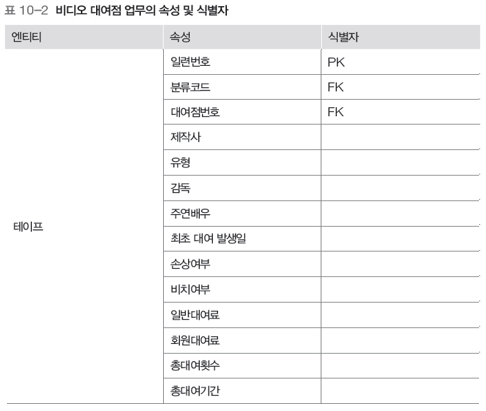 표 10-2 비디오 대여점 업무의 속성 및 식별자
엔티티 속성 식별자
일련번호 PK
분류코드 FK
대여점번호 FK
제작사
유형
감독
주연배우
테이프
최초 대여 발생일
손상여부
비치여부
일반대여료
회원대여료
총대여횟수
총대여기간